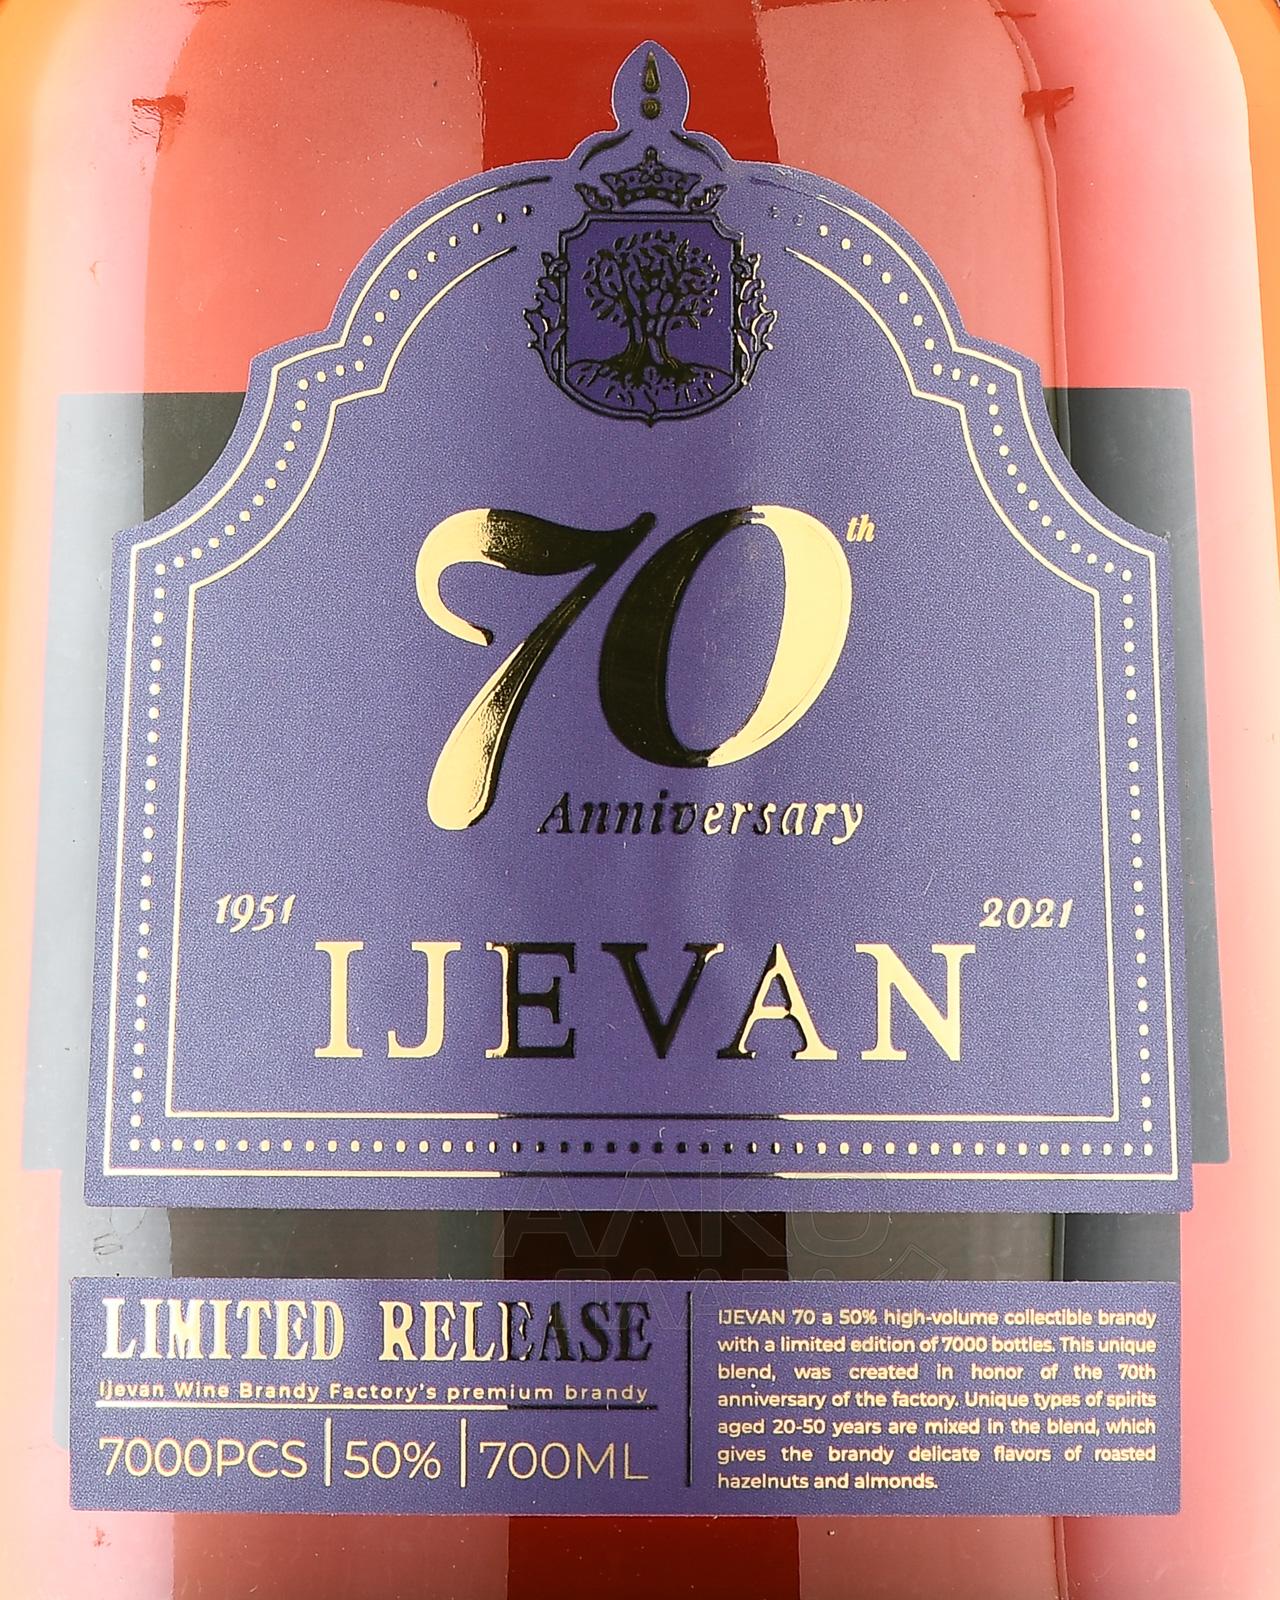 70th
Anniversary
1951 2021
IJEVAN
LIMITED RELEASE
Ijevan Wine Brandy Factory's premium brandy
7000PCS | 50% | 700ML
IJEVAN 70 a 50% high-volume collectible brandy
with a limited edition of 7000 bottles. This unique
blend, was created in honor of the 70th
anniversary of the factory. Unique types of spirits
aged 20-50 years are mixed in the blend, which
gives the brandy delicate flavors of roasted
hazelnuts and almonds.